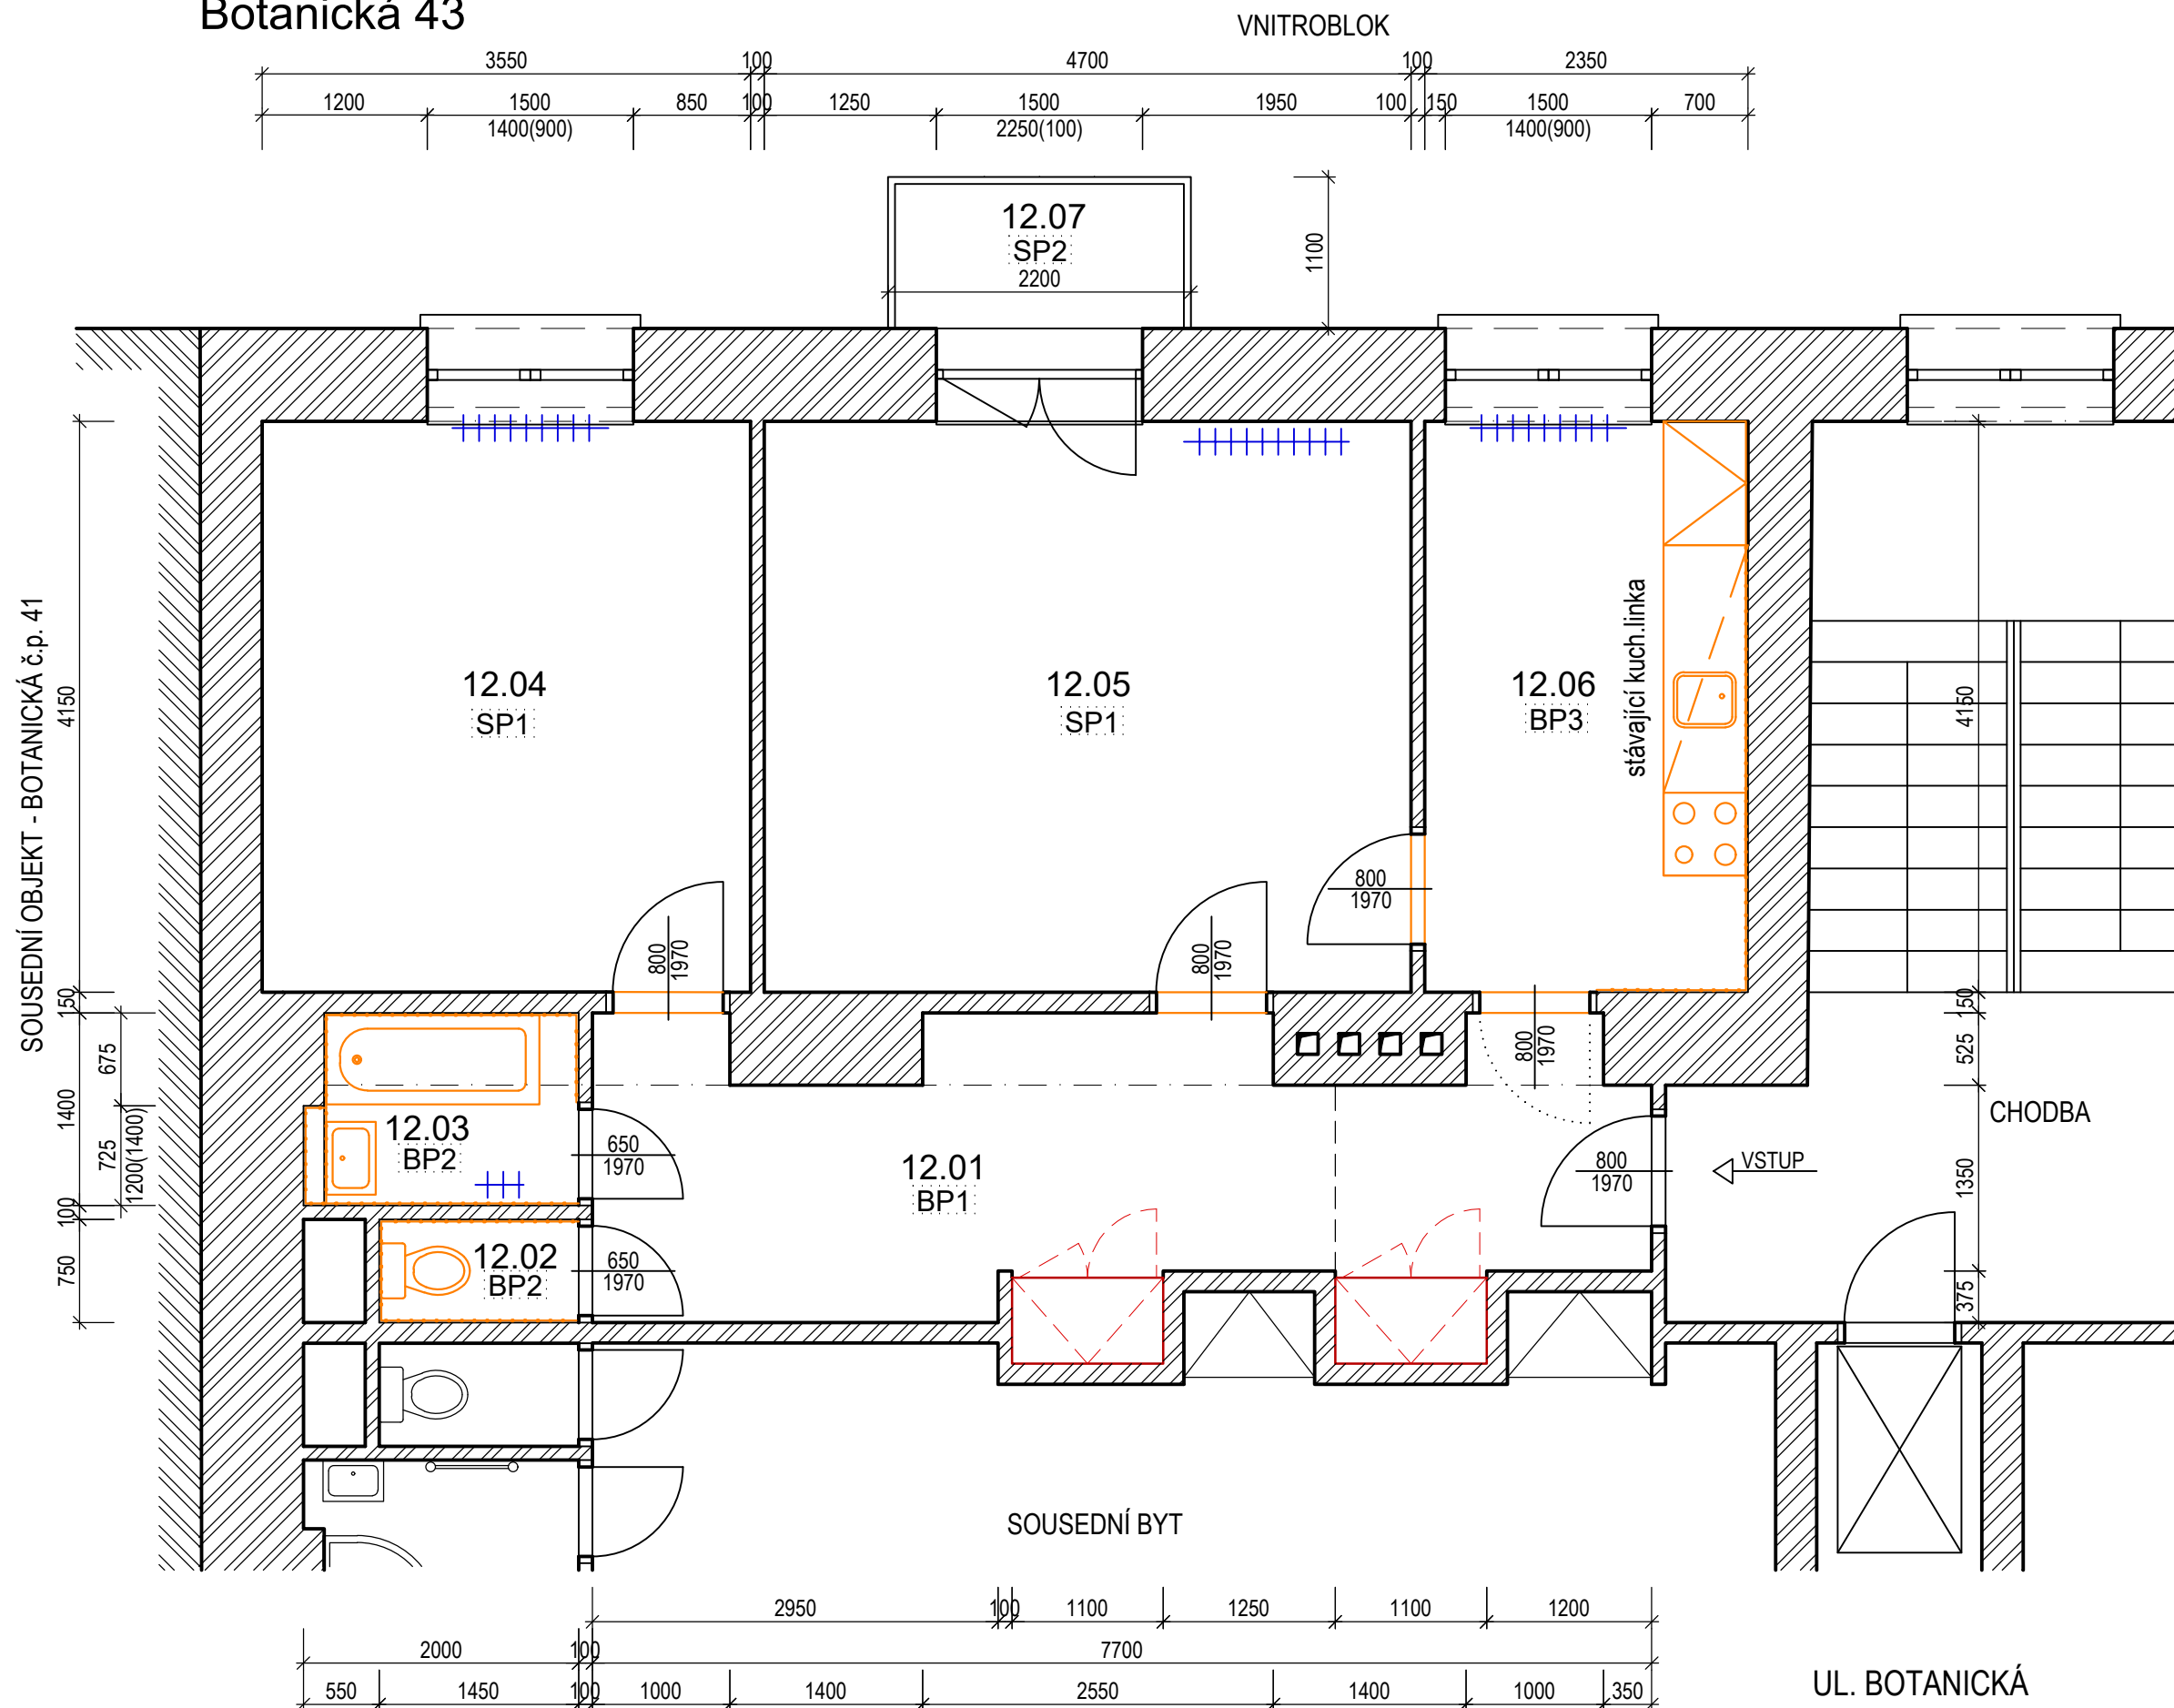 Botanická 43
VNITROBLOK
3550 100 4700 100 2350
1200 1500 850 100 1250 1500 1950 100 150 1500 700
1400(900) 2250(100) 1400(900)
12.07
SP2
2200
1100
SOUSEDNÍ OBJEKT - BOTANICKÁ č.p. 41
4150
150
675
1400
725
1200(1400)
100
750
12.04
SP1
12.05
SP1
12.06
BP3
stávající kuch.linka
4150
800
1970
800
1970
800
1970
800
1970
150
525
CHODBA
1350
375
12.03
BP2
650
1970
12.01
BP1
800
1970
VSTUP
12.02
BP2
650
1970
SOUSEDNÍ BYT
2950 100 1100 1250 1100 1200
2000 100 7700
550 1450 100 1000 1400 2550 1400 1000 350
UL. BOTANICKÁ